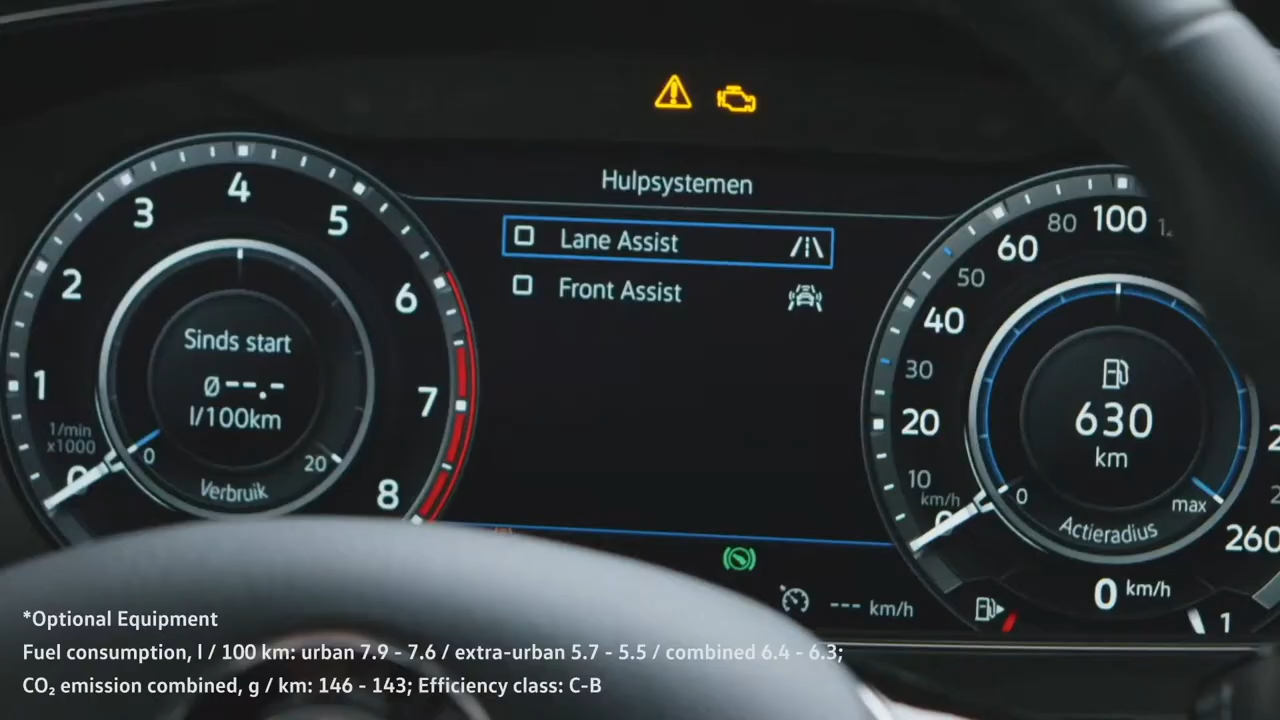 Hulpsystemen
Lane Assist
Front Assist
1
2
3
4
5
6
7
8
1/min
x1000
0
Sinds start
Ø--.-
l/100km
0
20
Verbruik
10
20
30
40
50
60
80
100
260
km/h
0
630
km
0
max
Actieradius
0 km/h
--- km/h
1
*Optional Equipment
Fuel consumption, l / 100 km: urban 7.9 - 7.6 / extra-urban 5.7 - 5.5 / combined 6.4 - 6.3;
CO₂ emission combined, g / km: 146 - 143; Efficiency class: C-B